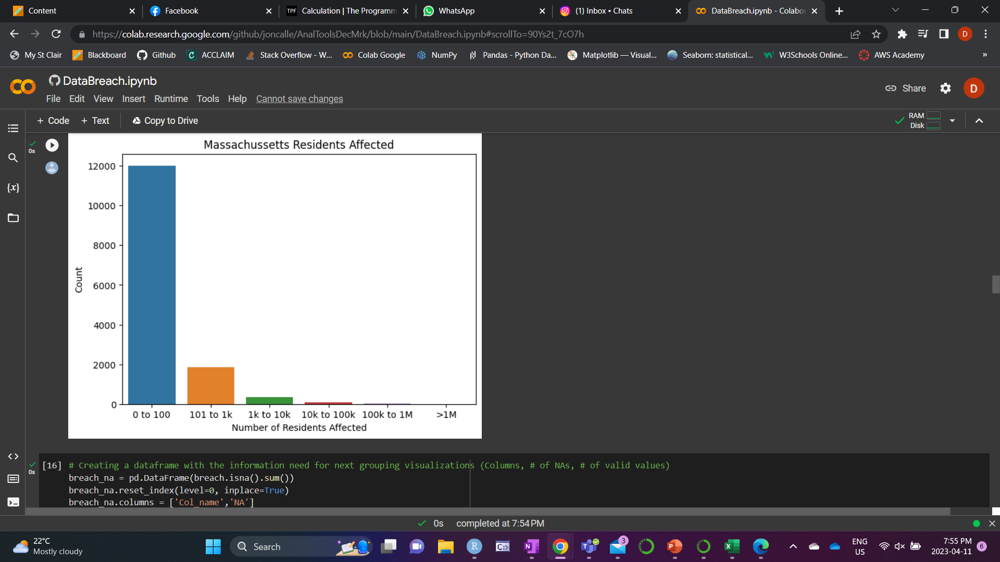 Content
Facebook
TPF Calculation | The Programm
WhatsApp
(1) Inbox • Chats
DataBreach.ipynb - Colabor
https://colab.research.google.com/github/joncalle/AnalToolsDecMrk/blob/main/DataBreach.ipynb#scrollTo=90Ys2t_7cO7h
D
My St Clair
Blackboard
Github
ACCLAIM
Stack Overflow - W...
Colab Google
NumPy
Pandas - Python Da...
Matplotlib — Visual...
Seaborn: statistical...
W3Schools Online...
AWS Academy
»
DataBreach.ipynb
File Edit View Insert Runtime Tools Help Cannot save changes
Share
D
+ Code + Text Copy to Drive
RAM
Disk
0s
{x}
Massachussetts Residents Affected
12000
10000
8000
6000
4000
2000
0
Count
0 to 100 101 to 1k 1k to 10k 10k to 100k 100k to 1M >1M
Number of Residents Affected
0s
[16] # Creating a dataframe with the information need for next grouping visualizations (Columns, # of NAs, # of valid values)
breach_na = pd.DataFrame(breach.isna().sum())
breach_na.reset_index(level=0, inplace=True)
breach_na.columns = ['Col_name','NA']
0s completed at 7:54 PM
22°C
Mostly cloudy
Search
3
ENG
US
7:55 PM
2023-04-11
6